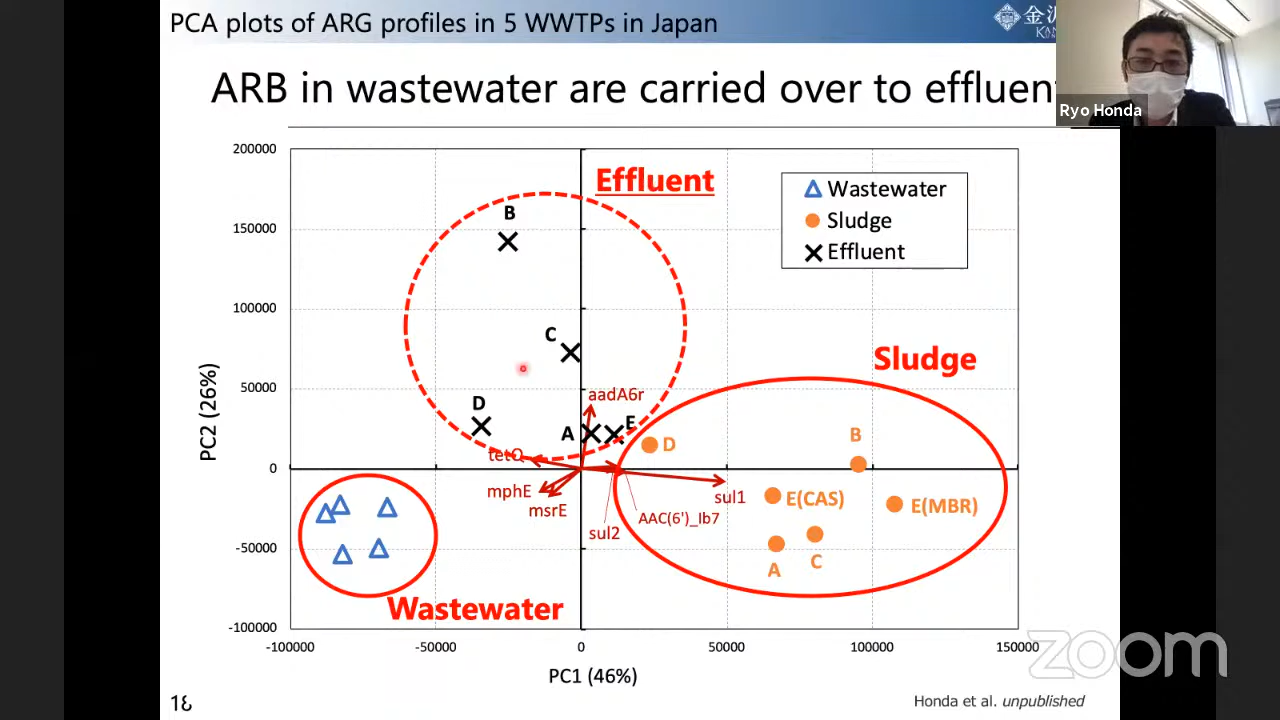 PCA plots of ARG profiles in 5 WWTPs in Japan
金沢
ARB in wastewater are carried over to effluent
Ryo Honda
200000
150000
100000
50000
0
-50000
-100000
PC2 (26%)
Effluent
B
C
D
A
E
Wastewater
Sludge
Effluent
Sludge
D
B
E(CAS)
E(MBR)
A
C
aadA6r
tetQ
mphE
msrE
sul2
AAC(6')_Ib7
sul1
Wastewater
-100000
-50000
0
50000
100000
150000
PC1 (46%)
zoom
18
Honda et al. unpublished